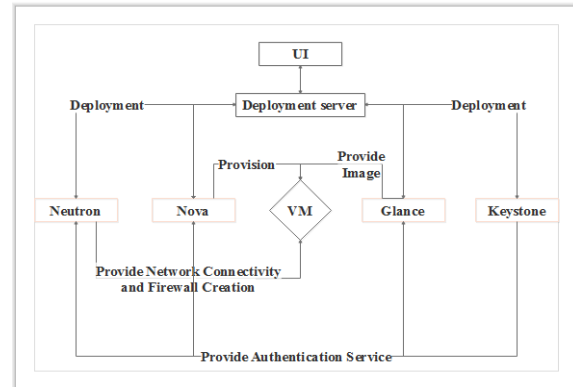 UI
Deployment
Deployment server
Deployment
Provision
Provide
Image
Neutron
Nova
VM
Glance
Keystone
Provide Network Connectivity
and Firewall Creation
Provide Authentication Service